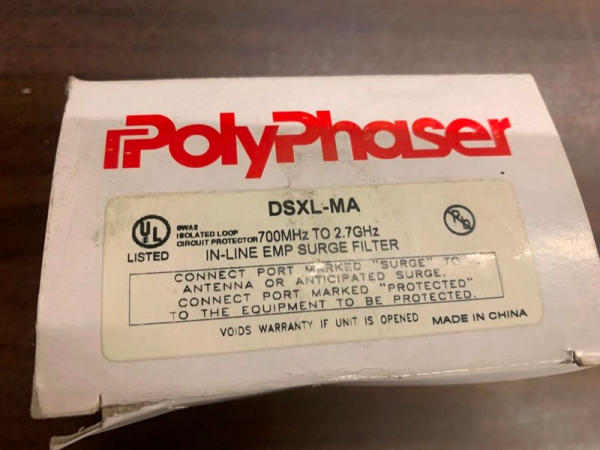 PolyPhaser
DSXL-MA
UL
LISTED
ISOLATED LOOP
CIRCUIT PROTECTOR
700MHz TO 2.7GHz
IN-LINE EMP SURGE FILTER
CONNECT PORT MARKED "SURGE" TO
ANTENNA OR ANTICIPATED SURGE.
CONNECT PORT MARKED "PROTECTED"
TO THE EQUIPMENT TO BE PROTECTED.
VOIDS WARRANTY IF UNIT IS OPENED MADE IN CHINA